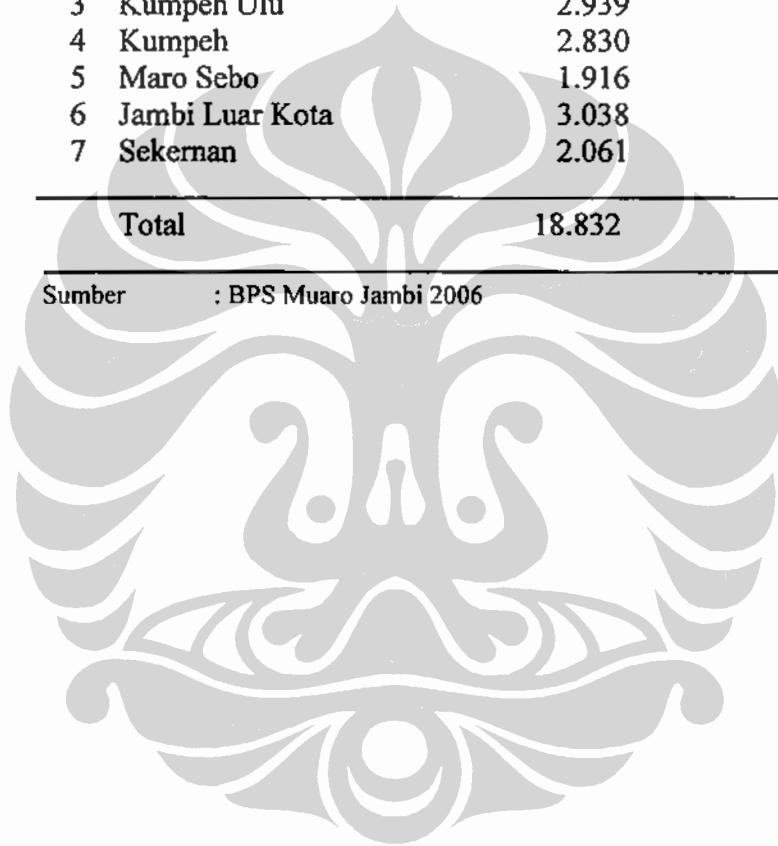 3 Kumpeh Ulu 2.939
4 Kumpeh 2.830
5 Maro Sebo 1.916
6 Jambi Luar Kota 3.038
7 Sekernan 2.061
Total 18.832
Sumber : BPS Muaro Jambi 2006